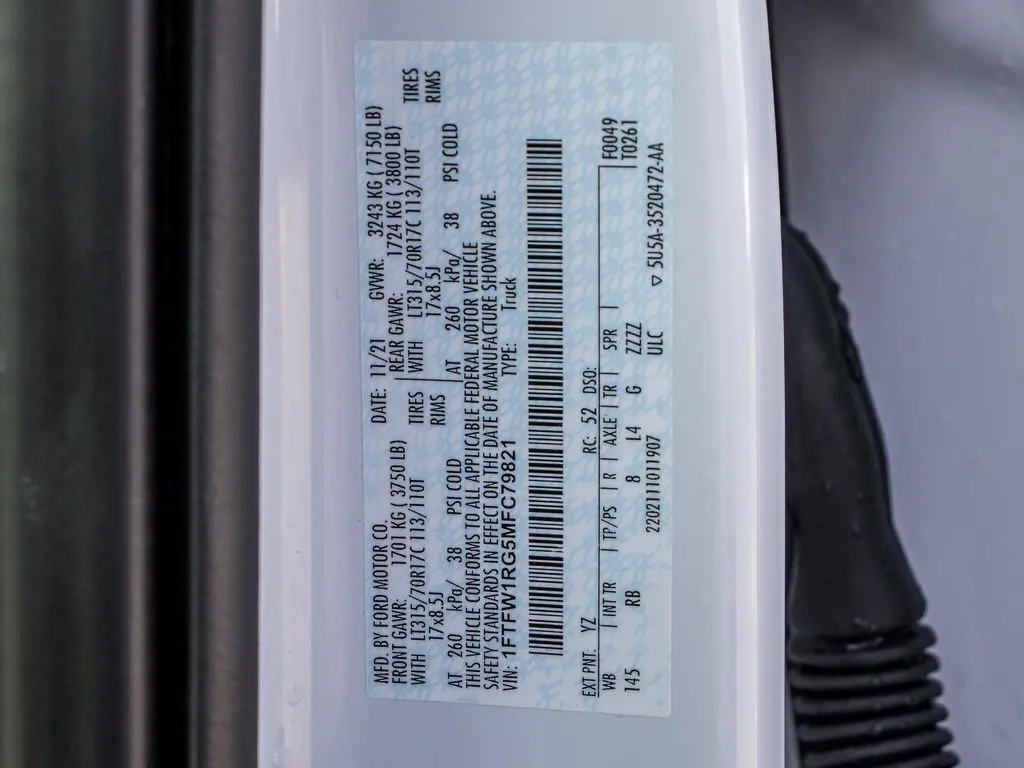 MFD. BY FORD MOTOR CO. DATE: 11/21 GVWR: 3243 KG ( 7150 LB)
FRONT GAWR: 1701 KG ( 3750 LB) REAR GAWR: 1724 KG ( 3800 LB)
WITH LT315/70R17C 113/110T TIRES WITH LT315/70R17C 113/110T TIRES
17x8.5J RIMS 17x8.5J RIMS
AT 260 kPa/ 38 PSI COLD AT 260 kPa/ 38 PSI COLD
THIS VEHICLE CONFORMS TO ALL APPLICABLE FEDERAL MOTOR VEHICLE
SAFETY STANDARDS IN EFFECT ON THE DATE OF MANUFACTURE SHOWN ABOVE.
VIN: 1FTFW1RG5MFC79821 TYPE: Truck
EXT PNT: YZ RC: 52 DSO:
WB INT TR TP/PS R AXLE TR SPR F0049
145 RB 8 L4 G ZZZZ T0261
22021110111907 ULC 5U5A-3520472-AA